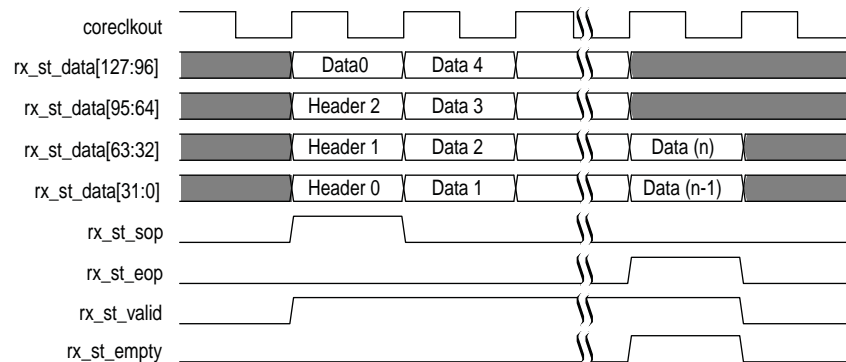 coreclkout
rx_st_data[127:96] Data0 Data 4
rx_st_data[95:64] Header 2 Data 3
rx_st_data[63:32] Header 1 Data 2 Data (n)
rx_st_data[31:0] Header 0 Data 1 Data (n-1)
rx_st_sop
rx_st_eop
rx_st_valid
rx_st_empty